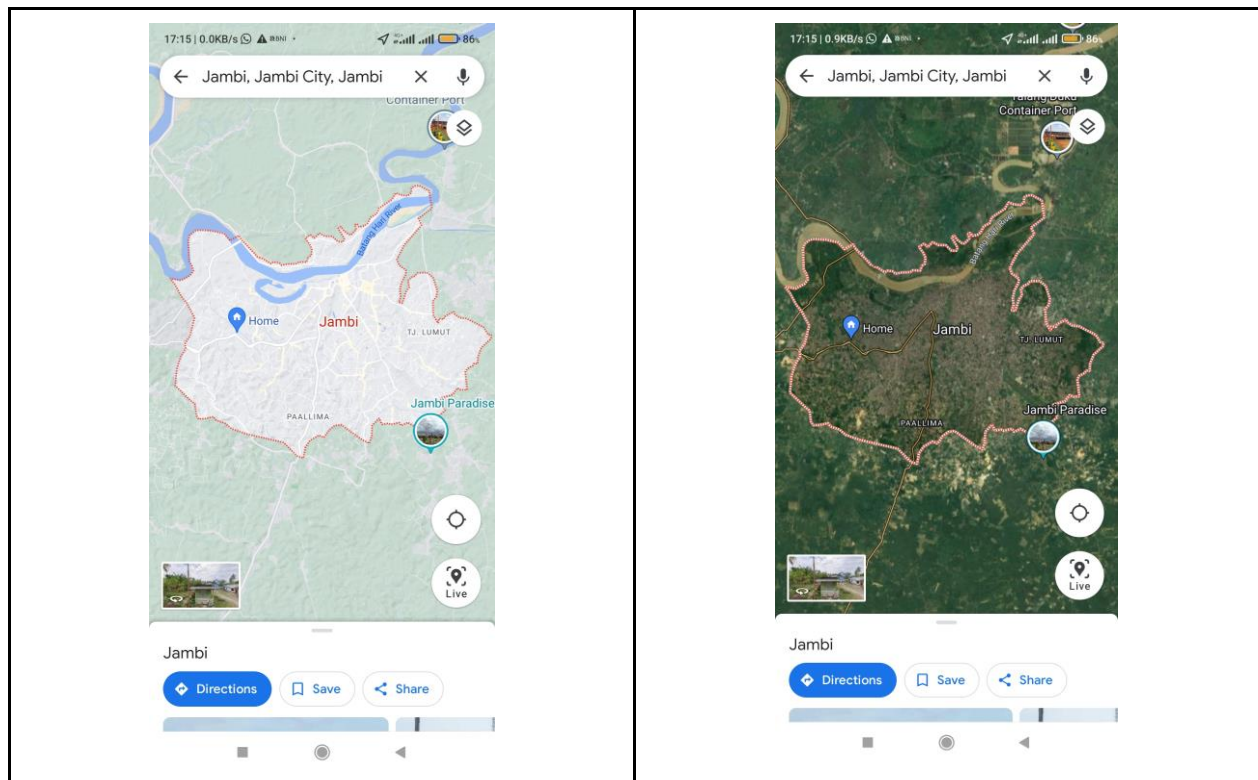 17:15 | 0.0KB/s
86%
Jambi, Jambi City, Jambi
Container Port
Batang Hari River
Home
Jambi
TJ. LUMUT
Jambi Paradise
PAALLIMA
Live
Jambi
Directions
Save
Share
17:15 | 0.9KB/s
86%
Jambi, Jambi City, Jambi
Talang Duku
Container Port
Batang Hari River
Home
Jambi
TJ. LUMUT
Jambi Paradise
PAALLIMA
Live
Jambi
Directions
Save
Share